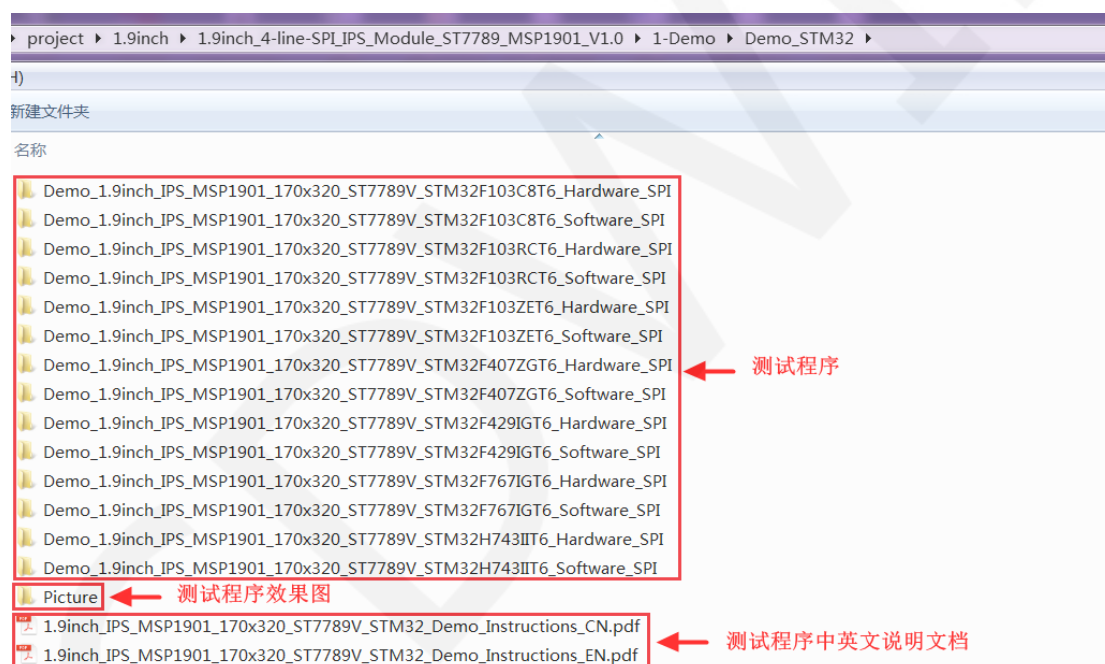 project ▸ 1.9inch ▸ 1.9inch_4-line-SPI_IPS_Module_ST7789_MSP1901_V1.0 ▸ 1-Demo ▸ Demo_STM32 ▸
H)
新建文件夹
名称
Demo_1.9inch_IPS_MSP1901_170x320_ST7789V_STM32F103C8T6_Hardware_SPI
Demo_1.9inch_IPS_MSP1901_170x320_ST7789V_STM32F103C8T6_Software_SPI
Demo_1.9inch_IPS_MSP1901_170x320_ST7789V_STM32F103RCT6_Hardware_SPI
Demo_1.9inch_IPS_MSP1901_170x320_ST7789V_STM32F103RCT6_Software_SPI
Demo_1.9inch_IPS_MSP1901_170x320_ST7789V_STM32F103ZET6_Hardware_SPI
Demo_1.9inch_IPS_MSP1901_170x320_ST7789V_STM32F103ZET6_Software_SPI
Demo_1.9inch_IPS_MSP1901_170x320_ST7789V_STM32F407ZGT6_Hardware_SPI 测试程序
Demo_1.9inch_IPS_MSP1901_170x320_ST7789V_STM32F407ZGT6_Software_SPI
Demo_1.9inch_IPS_MSP1901_170x320_ST7789V_STM32F429IGT6_Hardware_SPI
Demo_1.9inch_IPS_MSP1901_170x320_ST7789V_STM32F429IGT6_Software_SPI
Demo_1.9inch_IPS_MSP1901_170x320_ST7789V_STM32F767IGT6_Hardware_SPI
Demo_1.9inch_IPS_MSP1901_170x320_ST7789V_STM32F767IGT6_Software_SPI
Demo_1.9inch_IPS_MSP1901_170x320_ST7789V_STM32H743IIT6_Hardware_SPI
Demo_1.9inch_IPS_MSP1901_170x320_ST7789V_STM32H743IIT6_Software_SPI
Picture 测试程序效果图
1.9inch_IPS_MSP1901_170x320_ST7789V_STM32_Demo_Instructions_CN.pdf
测试程序中英文说明文档
1.9inch_IPS_MSP1901_170x320_ST7789V_STM32_Demo_Instructions_EN.pdf